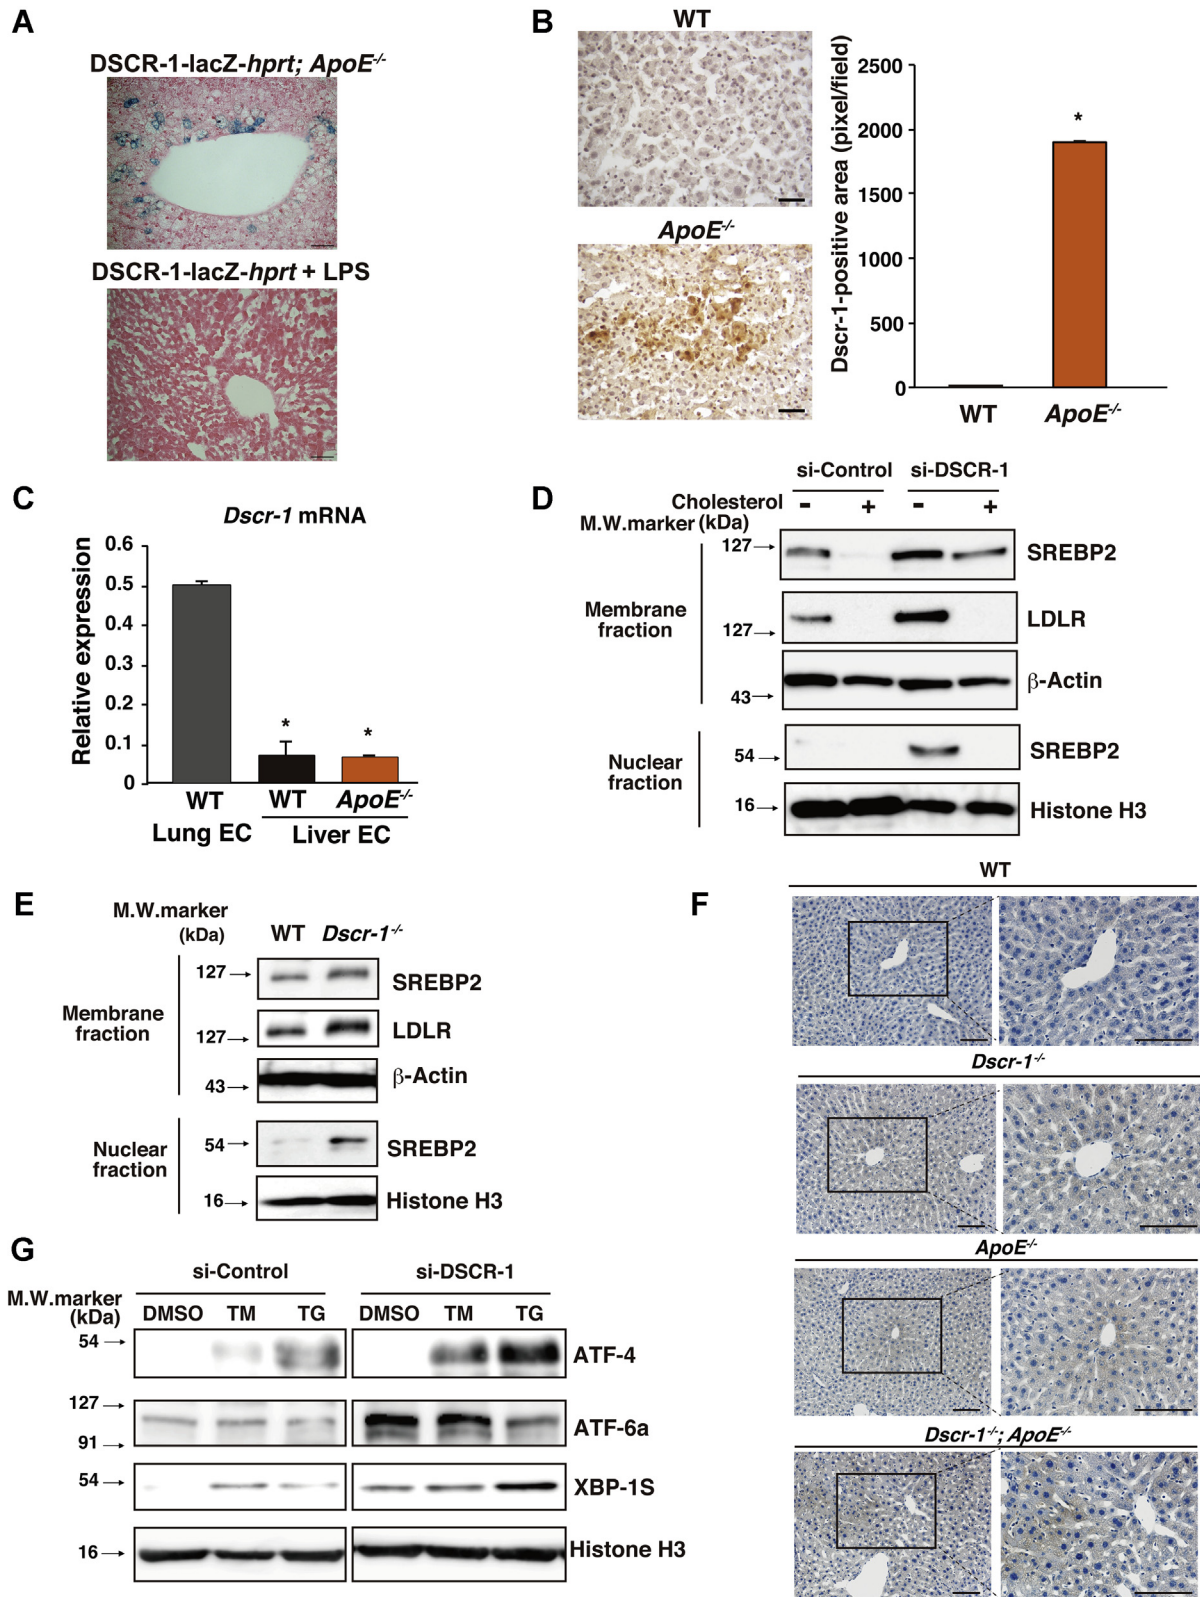 A
DSCR-1-lacZ-hprt; ApoE-/-
DSCR-1-lacZ-hprt + LPS
B
WT
ApoE-/-
Dscr-1-positive area (pixel/field)
2500
2000
1500
1000
500
0
*
WT
ApoE-/-
C
Dscr-1 mRNA
Relative expression
0.6
0.5
0.4
0.3
0.2
0.1
0
*
*
WT
WT
ApoE-/-
Lung EC
Liver EC
D
si-Control
si-DSCR-1
Cholesterol
- + - +
M.W.marker (kDa)
Membrane
fraction
127
SREBP2
127
LDLR
43
β-Actin
Nuclear
fraction
54
SREBP2
16
Histone H3
E
M.W.marker
(kDa)
WT
Dscr-1-/-
Membrane
fraction
127
SREBP2
127
LDLR
43
β-Actin
Nuclear
fraction
54
SREBP2
16
Histone H3
F
WT
Dscr-1-/-
ApoE-/-
Dscr-1-/-; ApoE-/-
G
si-Control
si-DSCR-1
M.W.marker
(kDa)
DMSO TM TG
DMSO TM TG
54
ATF-4
127
91
ATF-6a
54
XBP-1S
16
Histone H3